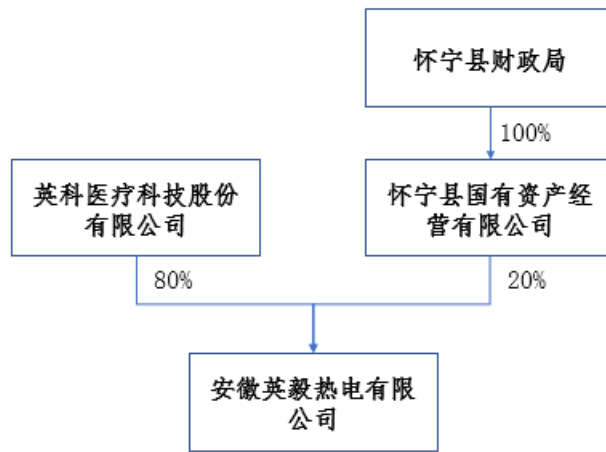 怀宁县财政局
100%
英科医疗科技股份
有限公司
怀宁县国有资产经
营有限公司
80%
20%
安徽英毅热电有限
公司